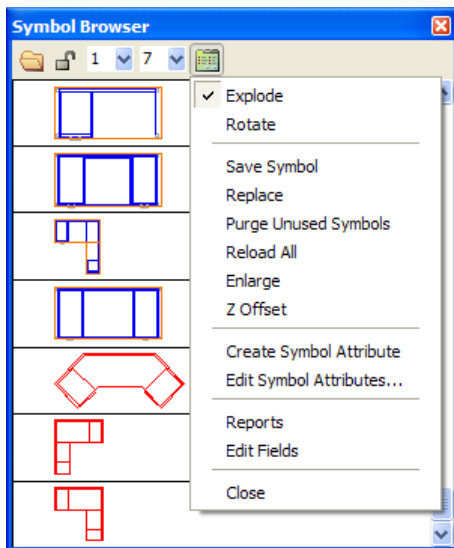 Symbol Browser
1 7
Explode
Rotate
Save Symbol
Replace
Purge Unused Symbols
Reload All
Enlarge
Z Offset
Create Symbol Attribute
Edit Symbol Attributes...
Reports
Edit Fields
Close